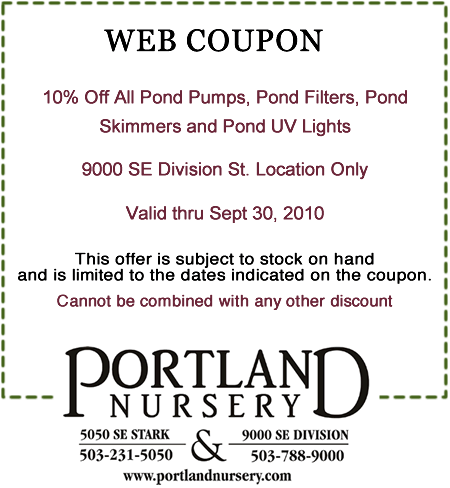 WEB COUPON
10% Off All Pond Pumps, Pond Filters, Pond
Skimmers and Pond UV Lights
9000 SE Division St. Location Only
Valid thru Sept 30, 2010
This offer is subject to stock on hand
and is limited to the dates indicated on the coupon.
Cannot be combined with any other discount
PORTLAND
NURSERY
5050 SE STARK & 9000 SE DIVISION
503-231-5050 503-788-9000
www.portlandnursery.com